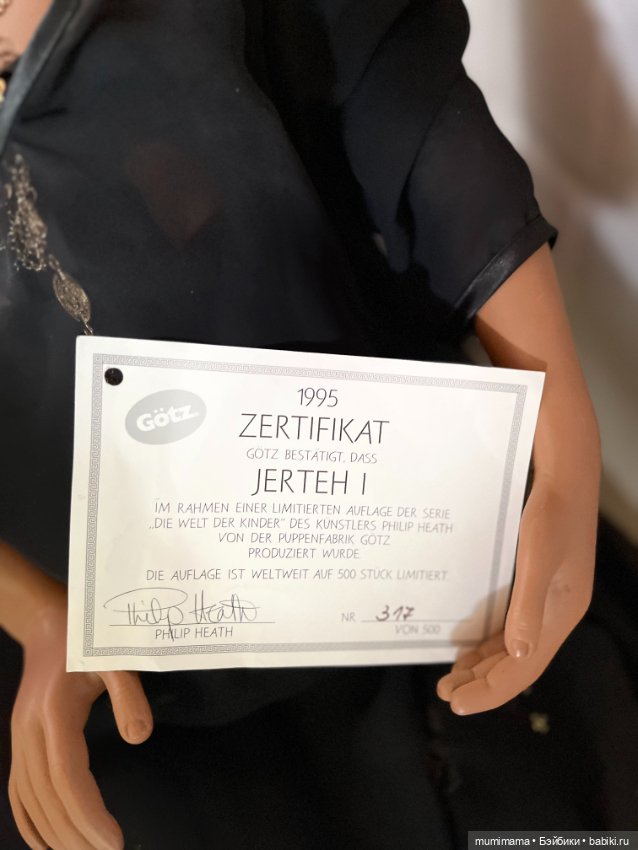 Götz
1995
ZERTIFIKAT
GÖTZ BESTÄTIGT, DASS
JERTEH I
IM RAHMEN EINER LIMITIERTEN AUFLAGE DER SERIE
„DIE WELT DER KINDER" DES KÜNSTLERS PHILIP HEATH
VON DER PUPPENFABRIK GÖTZ
PRODUZIERT WURDE.
DIE AUFLAGE IST WELTWEIT AUF 500 STÜCK LIMITIERT.
Philip Heath
PHILIP HEATH
NR 317
VON 500
mumimama • Бэйбики • babiki.ru